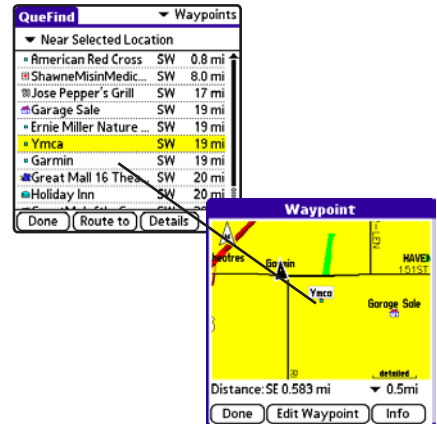 QueFind Waypoints
Near Selected Location
American Red Cross SW 0.8 mi
ShawneMisinMedic... SW 8.0 mi
Jose Pepper's Grill SW 17 mi
Garage Sale SW 19 mi
Ernie Miller Nature ... SW 19 mi
Ymca SW 19 mi
Garmin SW 19 mi
Great Mall 16 Thea... SW 20 mi
Holiday Inn SW 20 mi
Done Route to Details
Waypoint
N
LEN
heatres Garmin HAVEN
151ST
Ymca
Garage Sale
detailed
Distance: SE 0.583 mi 0.5mi
Done Edit Waypoint Info